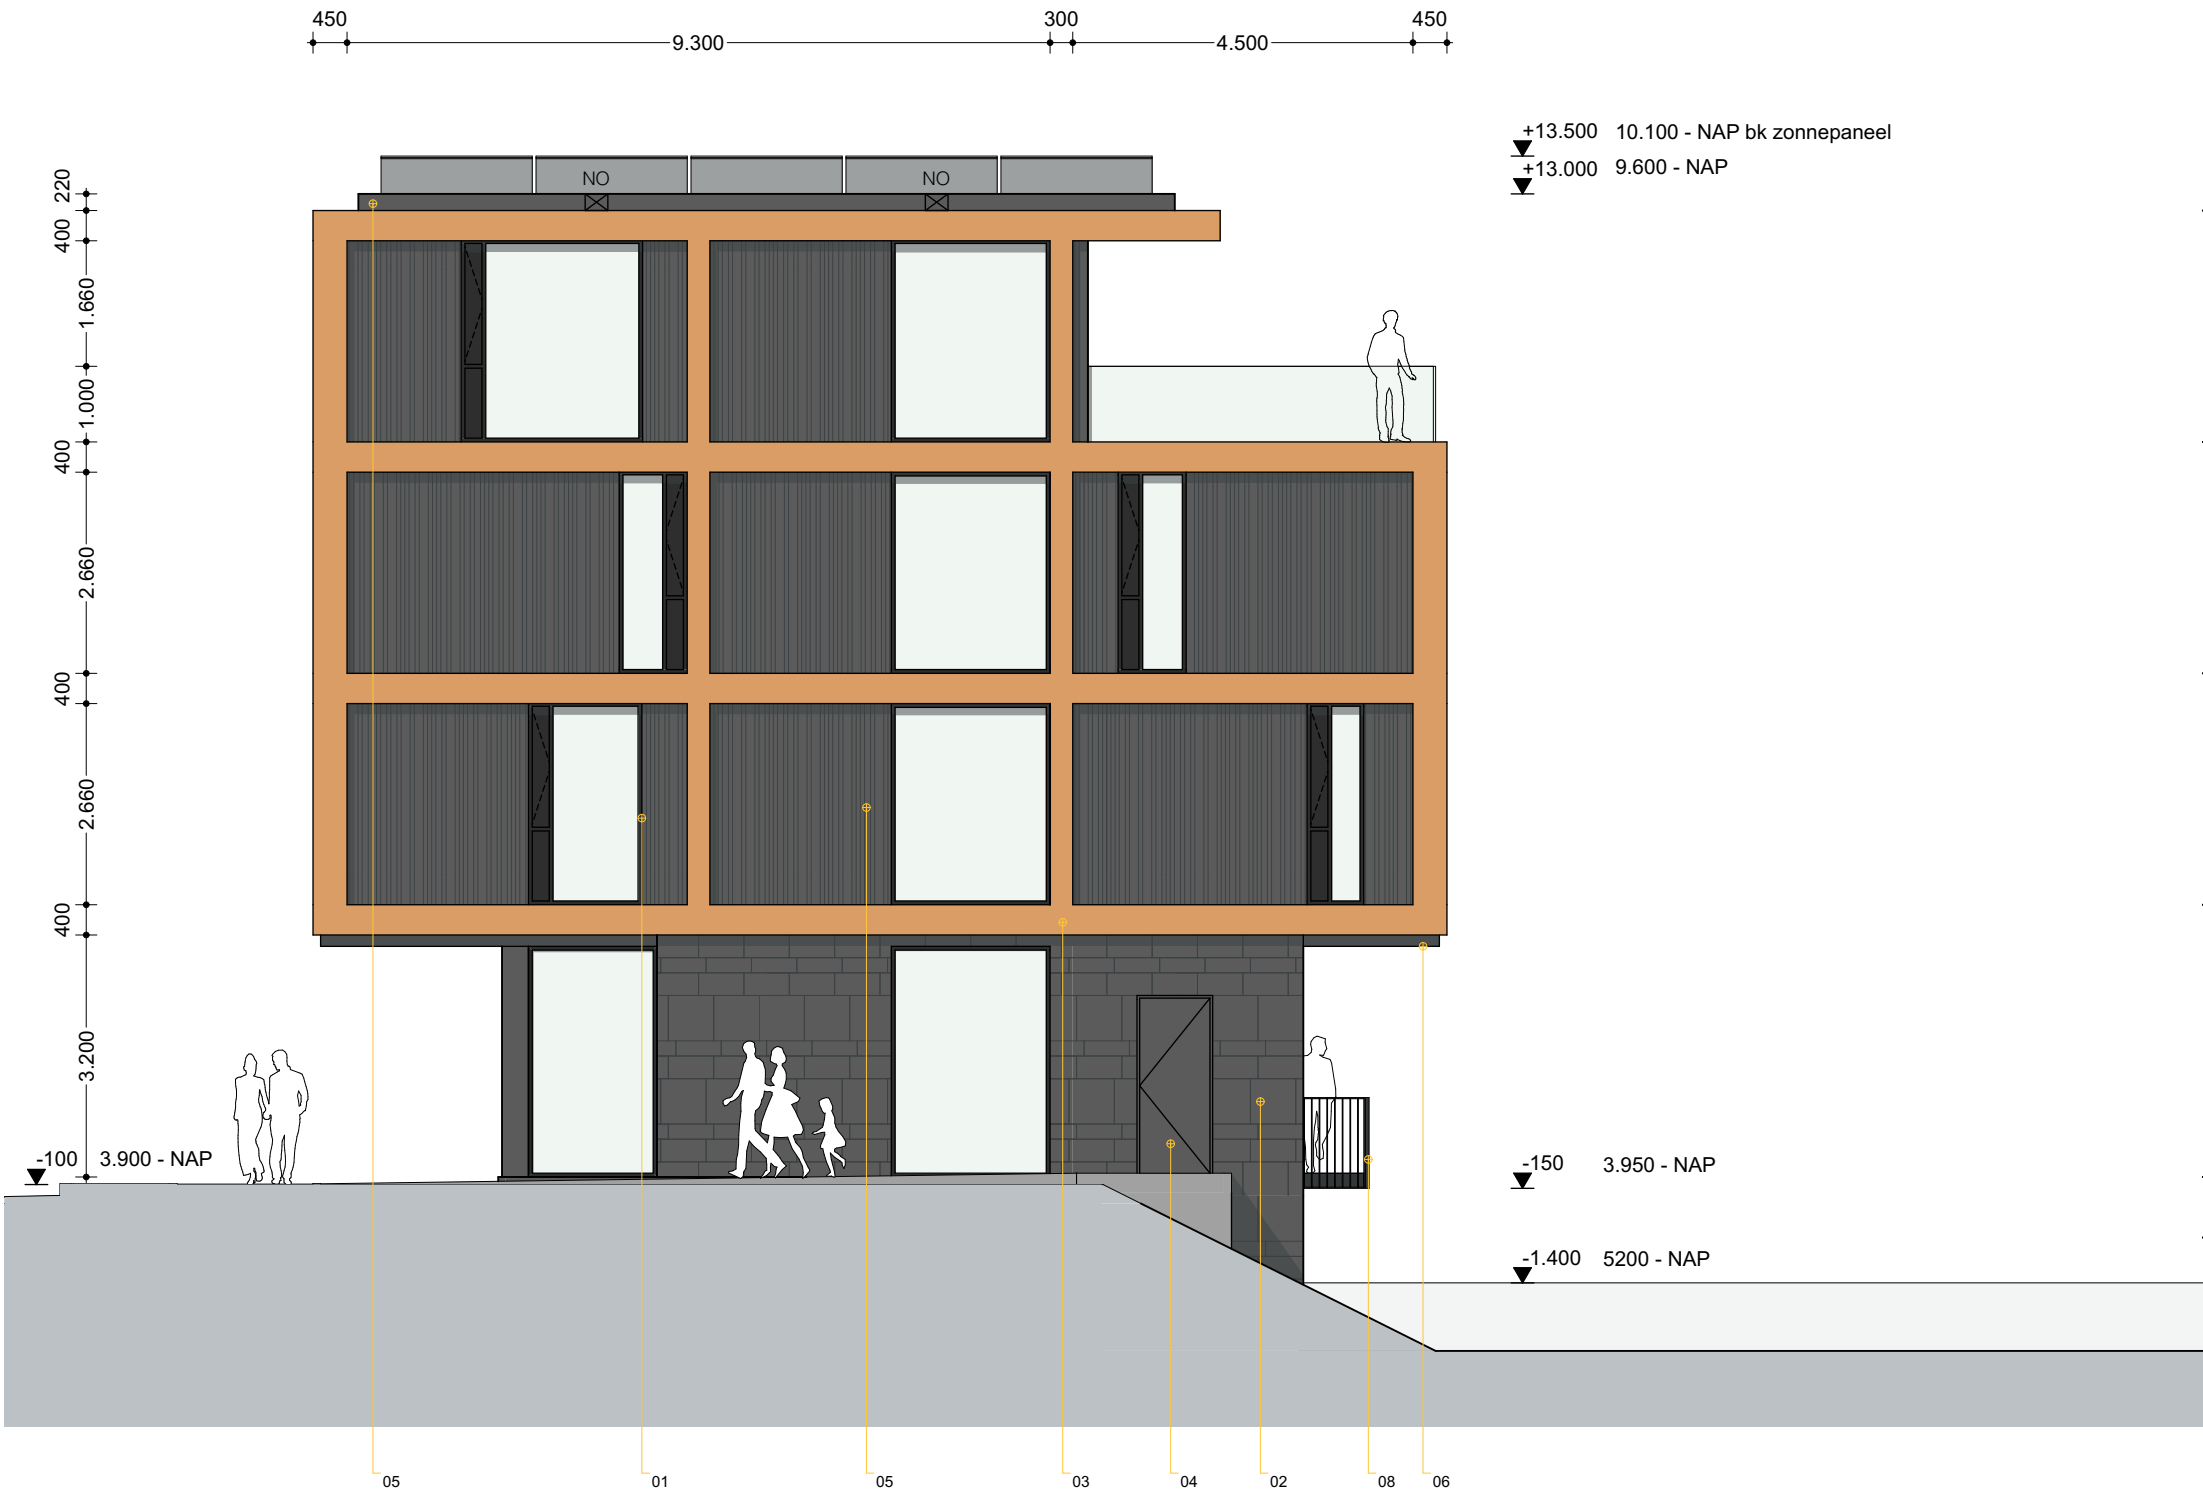 450 300 450
9.300 4.500
+13.500 10.100 - NAP bk zonnepaneel
+13.000 9.600 - NAP
NO NO
220
400
1.660
1.000
400
2.660
400
2.660
400
3.200
-100 3.900 - NAP
-150 3.950 - NAP
-1.400 5200 - NAP
05 01 05 03 04 02 08 06